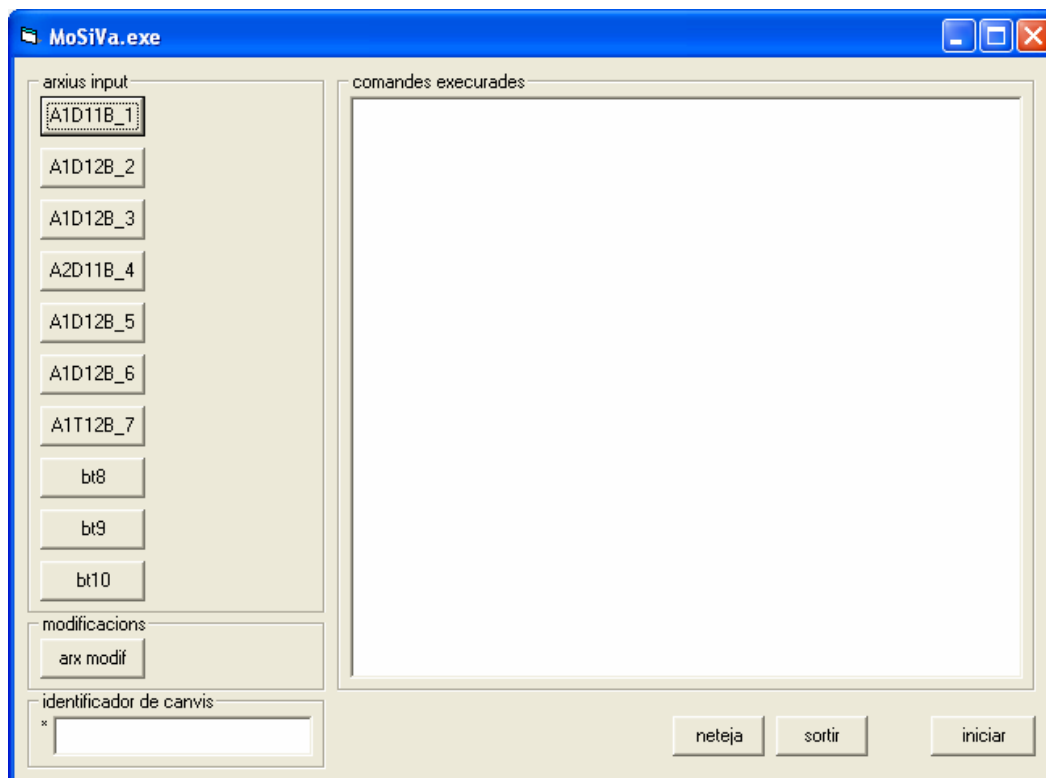 MoSiVa.exe
arxius input
A1D11B_1
A1D12B_2
A1D12B_3
A2D11B_4
A1D12B_5
A1D12B_6
A1T12B_7
bt8
bt9
bt10
modificacions
arx modif
identificador de canvis
*
comandes execurades
neteja
sortir
iniciar